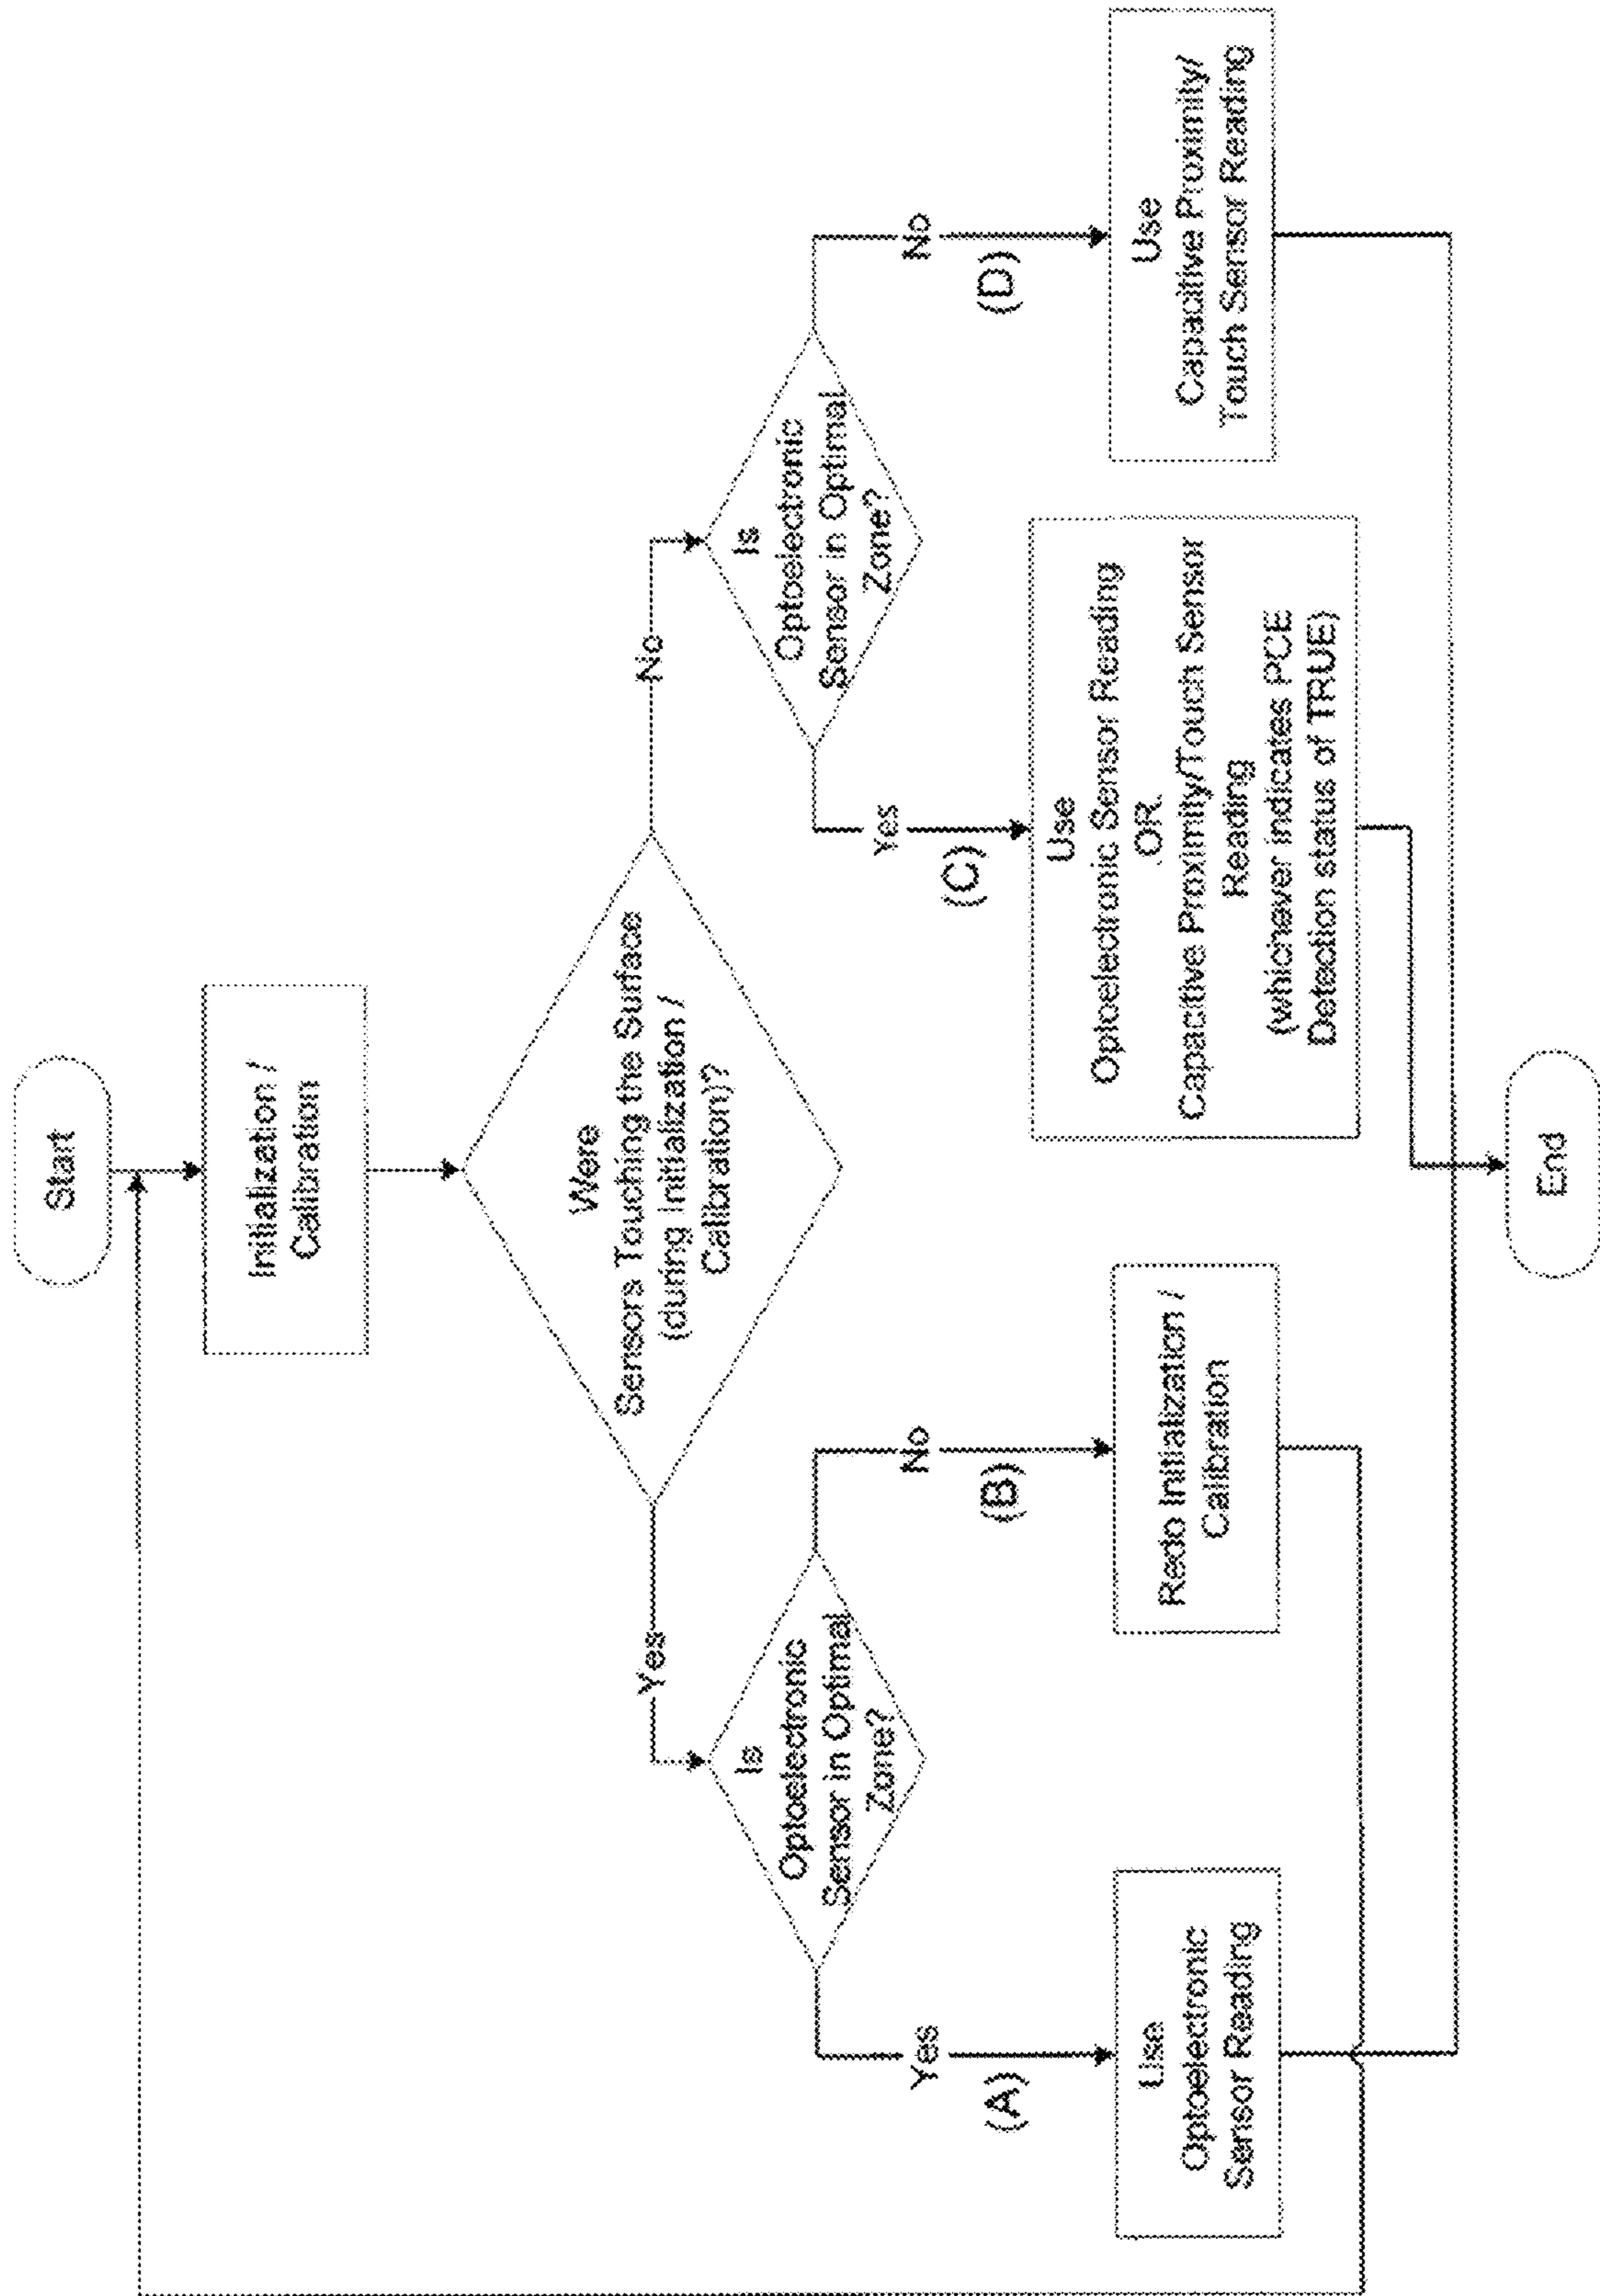 Start
Initialization /
Calibration
Were
Sensors Touching the Surface
(during Initialization /
Calibration)?
Yes
No
Is
Optoelectronic
Sensor in Optimal
Zone?
Is
Optoelectronic
Sensor in Optimal
Zone?
Yes
(A)
No
(B)
Yes
(C)
No
(D)
Use
Optoelectronic
Sensor Reading
Redo Initialization /
Calibration
Use
Optoelectronic Sensor Reading
OR
Capacitive Proximity/Touch Sensor
Reading
(whichever indicates PCE
Detection status of TRUE)
Use
Capacitive Proximity/
Touch Sensor Reading
End